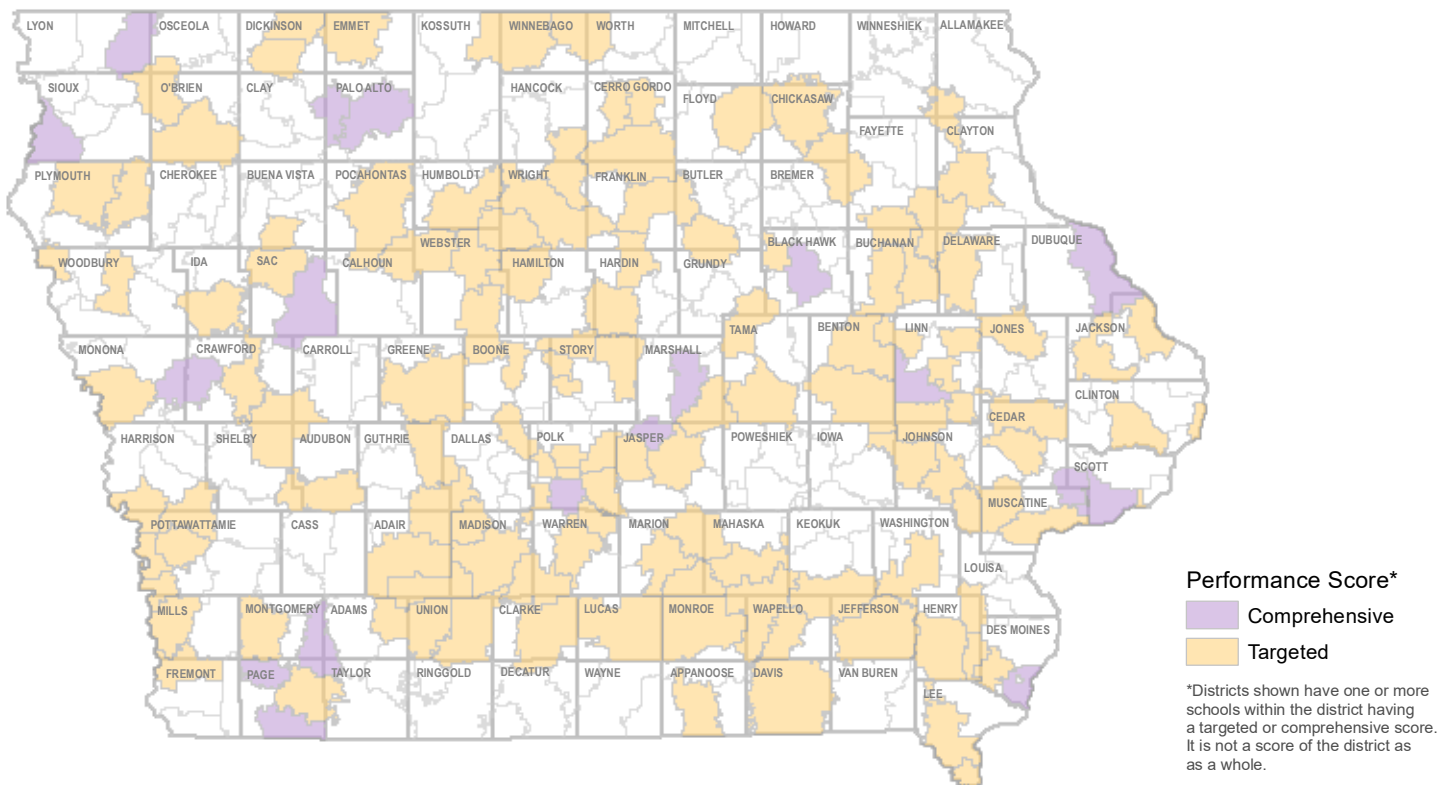 LYON OSCEOLA DICKINSON EMMET KOSSUTH WINNEBAGO WORTH MITCHELL HOWARD WINNESHIEK ALLAMAKEE
SIOUX O'BRIEN CLAY PALO ALTO HANCOCK CERRO GORDO FLOYD CHICKASAW
FAYETTE CLAYTON
PLYMOUTH CHEROKEE BUENA VISTA POCAHONTAS HUMBOLDT WRIGHT FRANKLIN BUTLER BREMER
WEBSTER BLACK HAWK BUCHANAN DELAWARE DUBUQUE
WOODBURY IDA SAC CALHOUN HAMILTON HARDIN GRUNDY
TAMA BENTON LINN JONES JACKSON
MONONA CRAWFORD CARROLL GREENE BOONE STORY MARSHALL
CLINTON
CEDAR
HARRISON SHELBY AUDUBON GUTHRIE DALLAS POLK JASPER POWESHIEK IOWA JOHNSON
SCOTT
MUSCATINE
POTTAWATTAMIE CASS ADAIR MADISON WARREN MARION MAHASKA KEOKUK WASHINGTON
LOUISA
MILLS MONTGOMERY ADAMS UNION CLARKE LUCAS MONROE WAPELLO JEFFERSON HENRY
DES MOINES
FREMONT PAGE TAYLOR RINGGOLD DECATUR WAYNE APPANOOSE DAVIS VAN BUREN
LEE
Performance Score*
Comprehensive
Targeted
*Districts shown have one or more
schools within the district having
a targeted or comprehensive score.
It is not a score of the district as
as a whole.